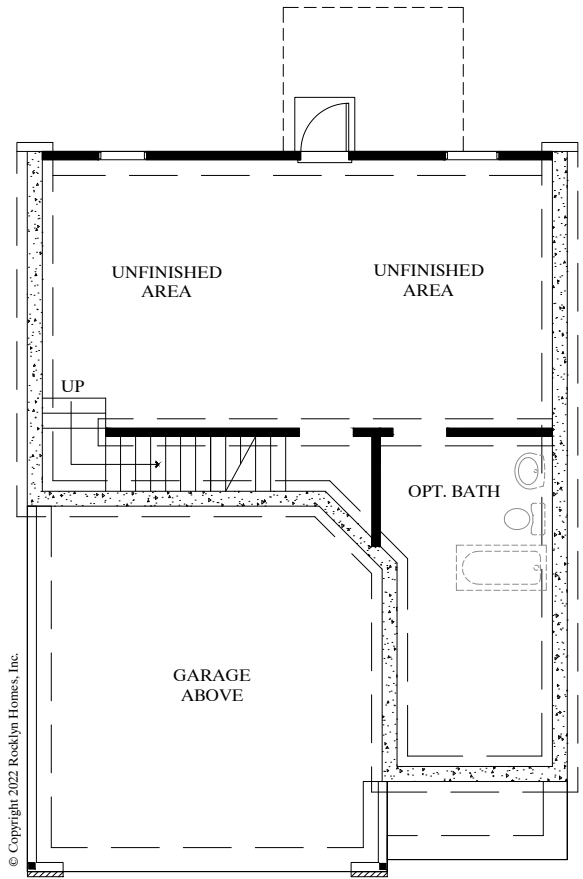 UNFINISHED
AREA
UNFINISHED
AREA
UP
OPT. BATH
GARAGE
ABOVE
© Copyright 2022 Rocklyn Homes, Inc.